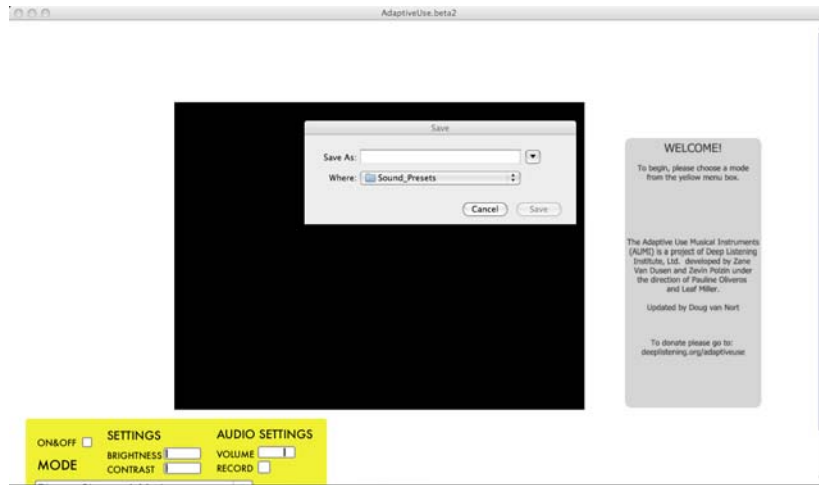 AdaptiveUse.beta2
Save
Save As:
Where: Sound_Presets
Cancel Save
WELCOME!
To begin, please choose a mode
from the yellow menu box.
The Adaptive Use Musical Instruments
(AUMI) is a project of Deep Listening
Institute, Ltd. developed by Zane
Van Dusen and Zevin Polzin under
the direction of Pauline Oliveros
and Leaf Miller.
Updated by Doug van Nort
To donate please go to:
deeplistening.org/adaptiveuse
ON&OFF
SETTINGS
BRIGHTNESS
CONTRAST
AUDIO SETTINGS
VOLUME
RECORD
MODE